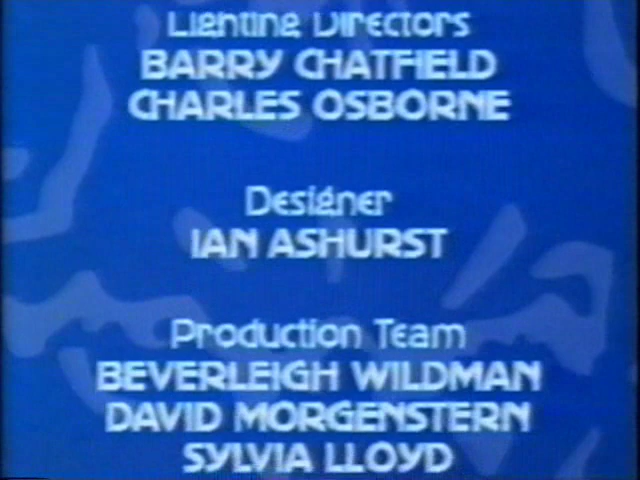 Lighting Directors
BARRY CHATFIELD
CHARLES OSBORNE
Designer
IAN ASHURST
Production Team
BEVERLEIGH WILDMAN
DAVID MORGENSTERN
SYLVIA LLOYD